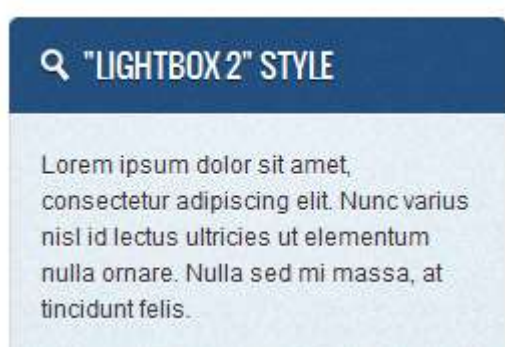 "LIGHTBOX 2" STYLE
Lorem ipsum dolor sit amet,
consectetur adipiscing elit. Nunc varius
nisl id lectus ultricies ut elementum
nulla ornare. Nulla sed mi massa, at
tincidunt felis.